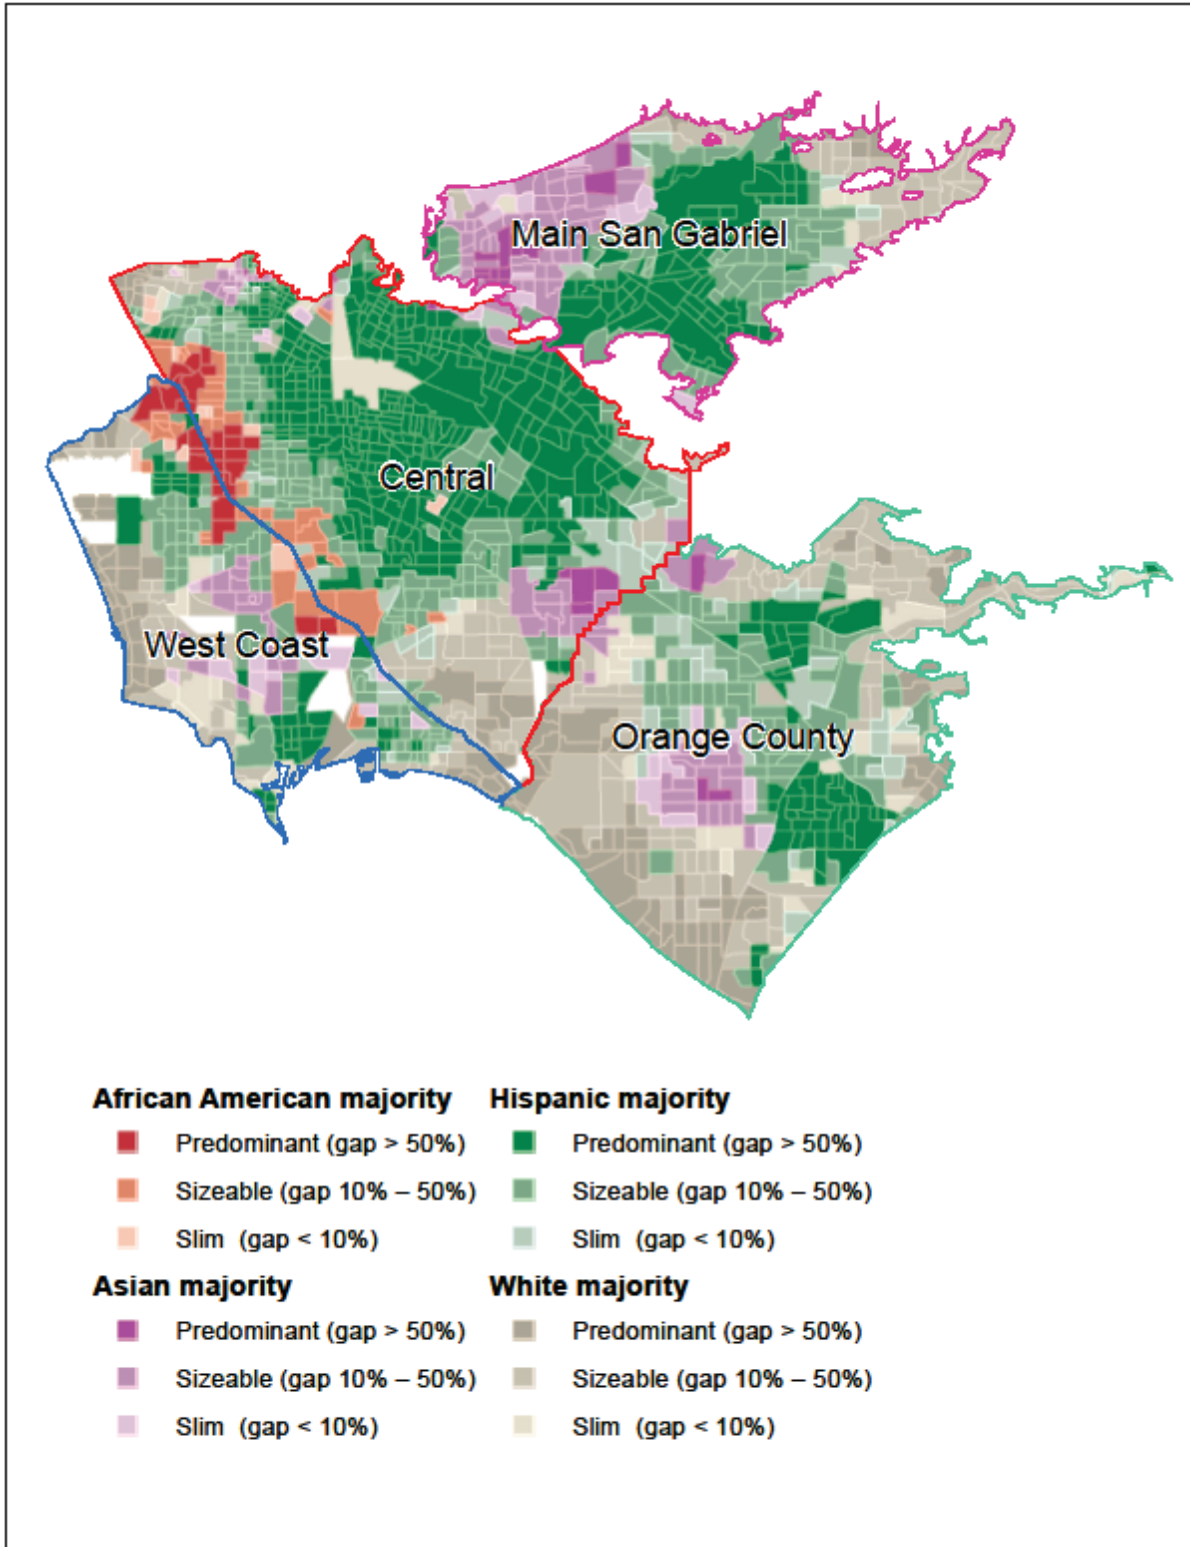 Main San Gabriel
Central
West Coast
Orange County
African American majority
Predominant (gap > 50%)
Sizeable (gap 10% – 50%)
Slim (gap < 10%)
Hispanic majority
Predominant (gap > 50%)
Sizeable (gap 10% – 50%)
Slim (gap < 10%)
Asian majority
Predominant (gap > 50%)
Sizeable (gap 10% – 50%)
Slim (gap < 10%)
White majority
Predominant (gap > 50%)
Sizeable (gap 10% – 50%)
Slim (gap < 10%)